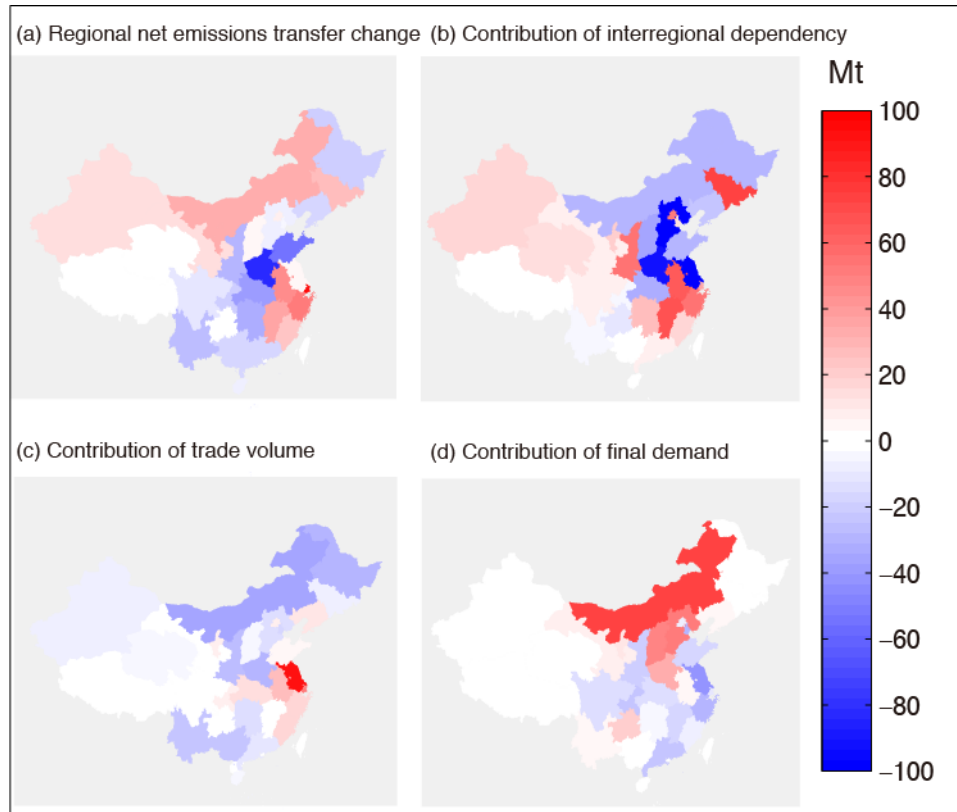 (a) Regional net emissions transfer change
(b) Contribution of interregional dependency
Mt
100
80
60
40
20
0
−20
−40
−60
−80
−100
(c) Contribution of trade volume
(d) Contribution of final demand